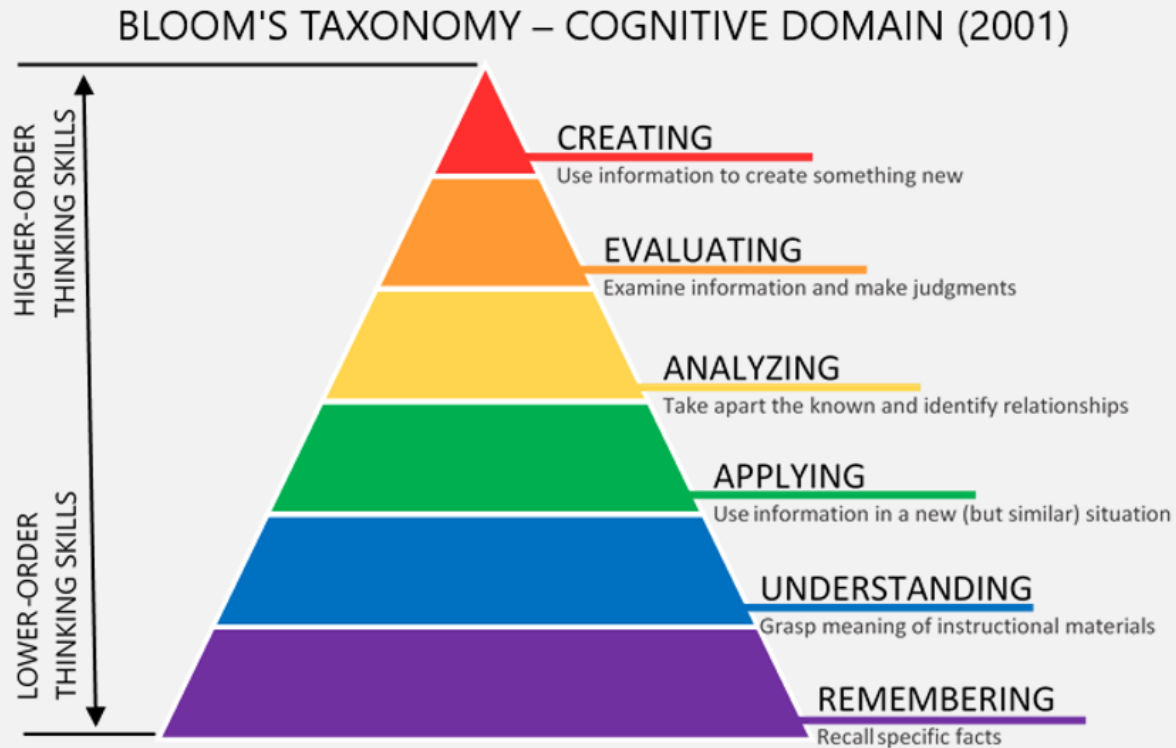 BLOOM'S TAXONOMY – COGNITIVE DOMAIN (2001)
HIGHER-ORDER
THINKING SKILLS
LOWER-ORDER
THINKING SKILLS
CREATING
Use information to create something new
EVALUATING
Examine information and make judgments
ANALYZING
Take apart the known and identify relationships
APPLYING
Use information in a new (but similar) situation
UNDERSTANDING
Grasp meaning of instructional materials
REMEMBERING
Recall specific facts